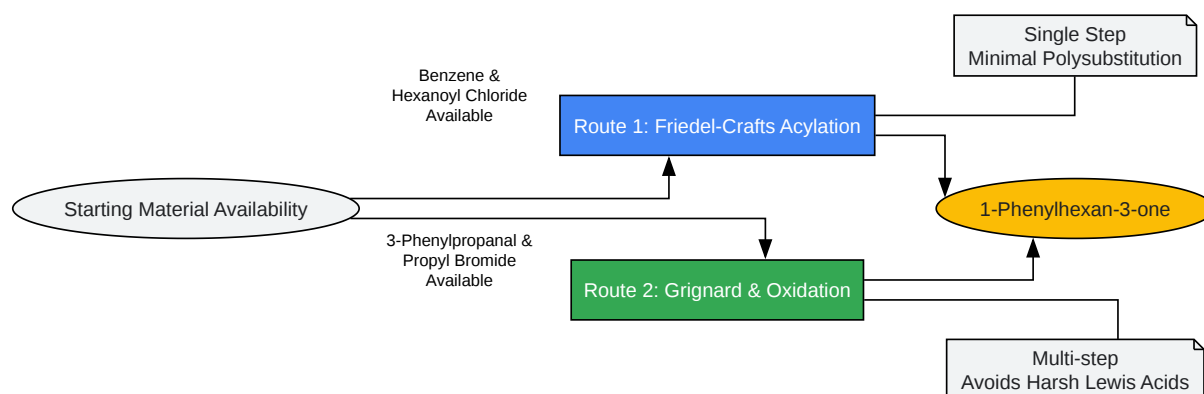 Single Step
Minimal Polysubstitution
Benzene &
Hexanoyl Chloride
Available
Route 1: Friedel-Crafts Acylation
Starting Material Availability
1-Phenylhexan-3-one
3-Phenylpropanal &
Propyl Bromide
Available
Route 2: Grignard & Oxidation
Multi-step
Avoids Harsh Lewis Acids